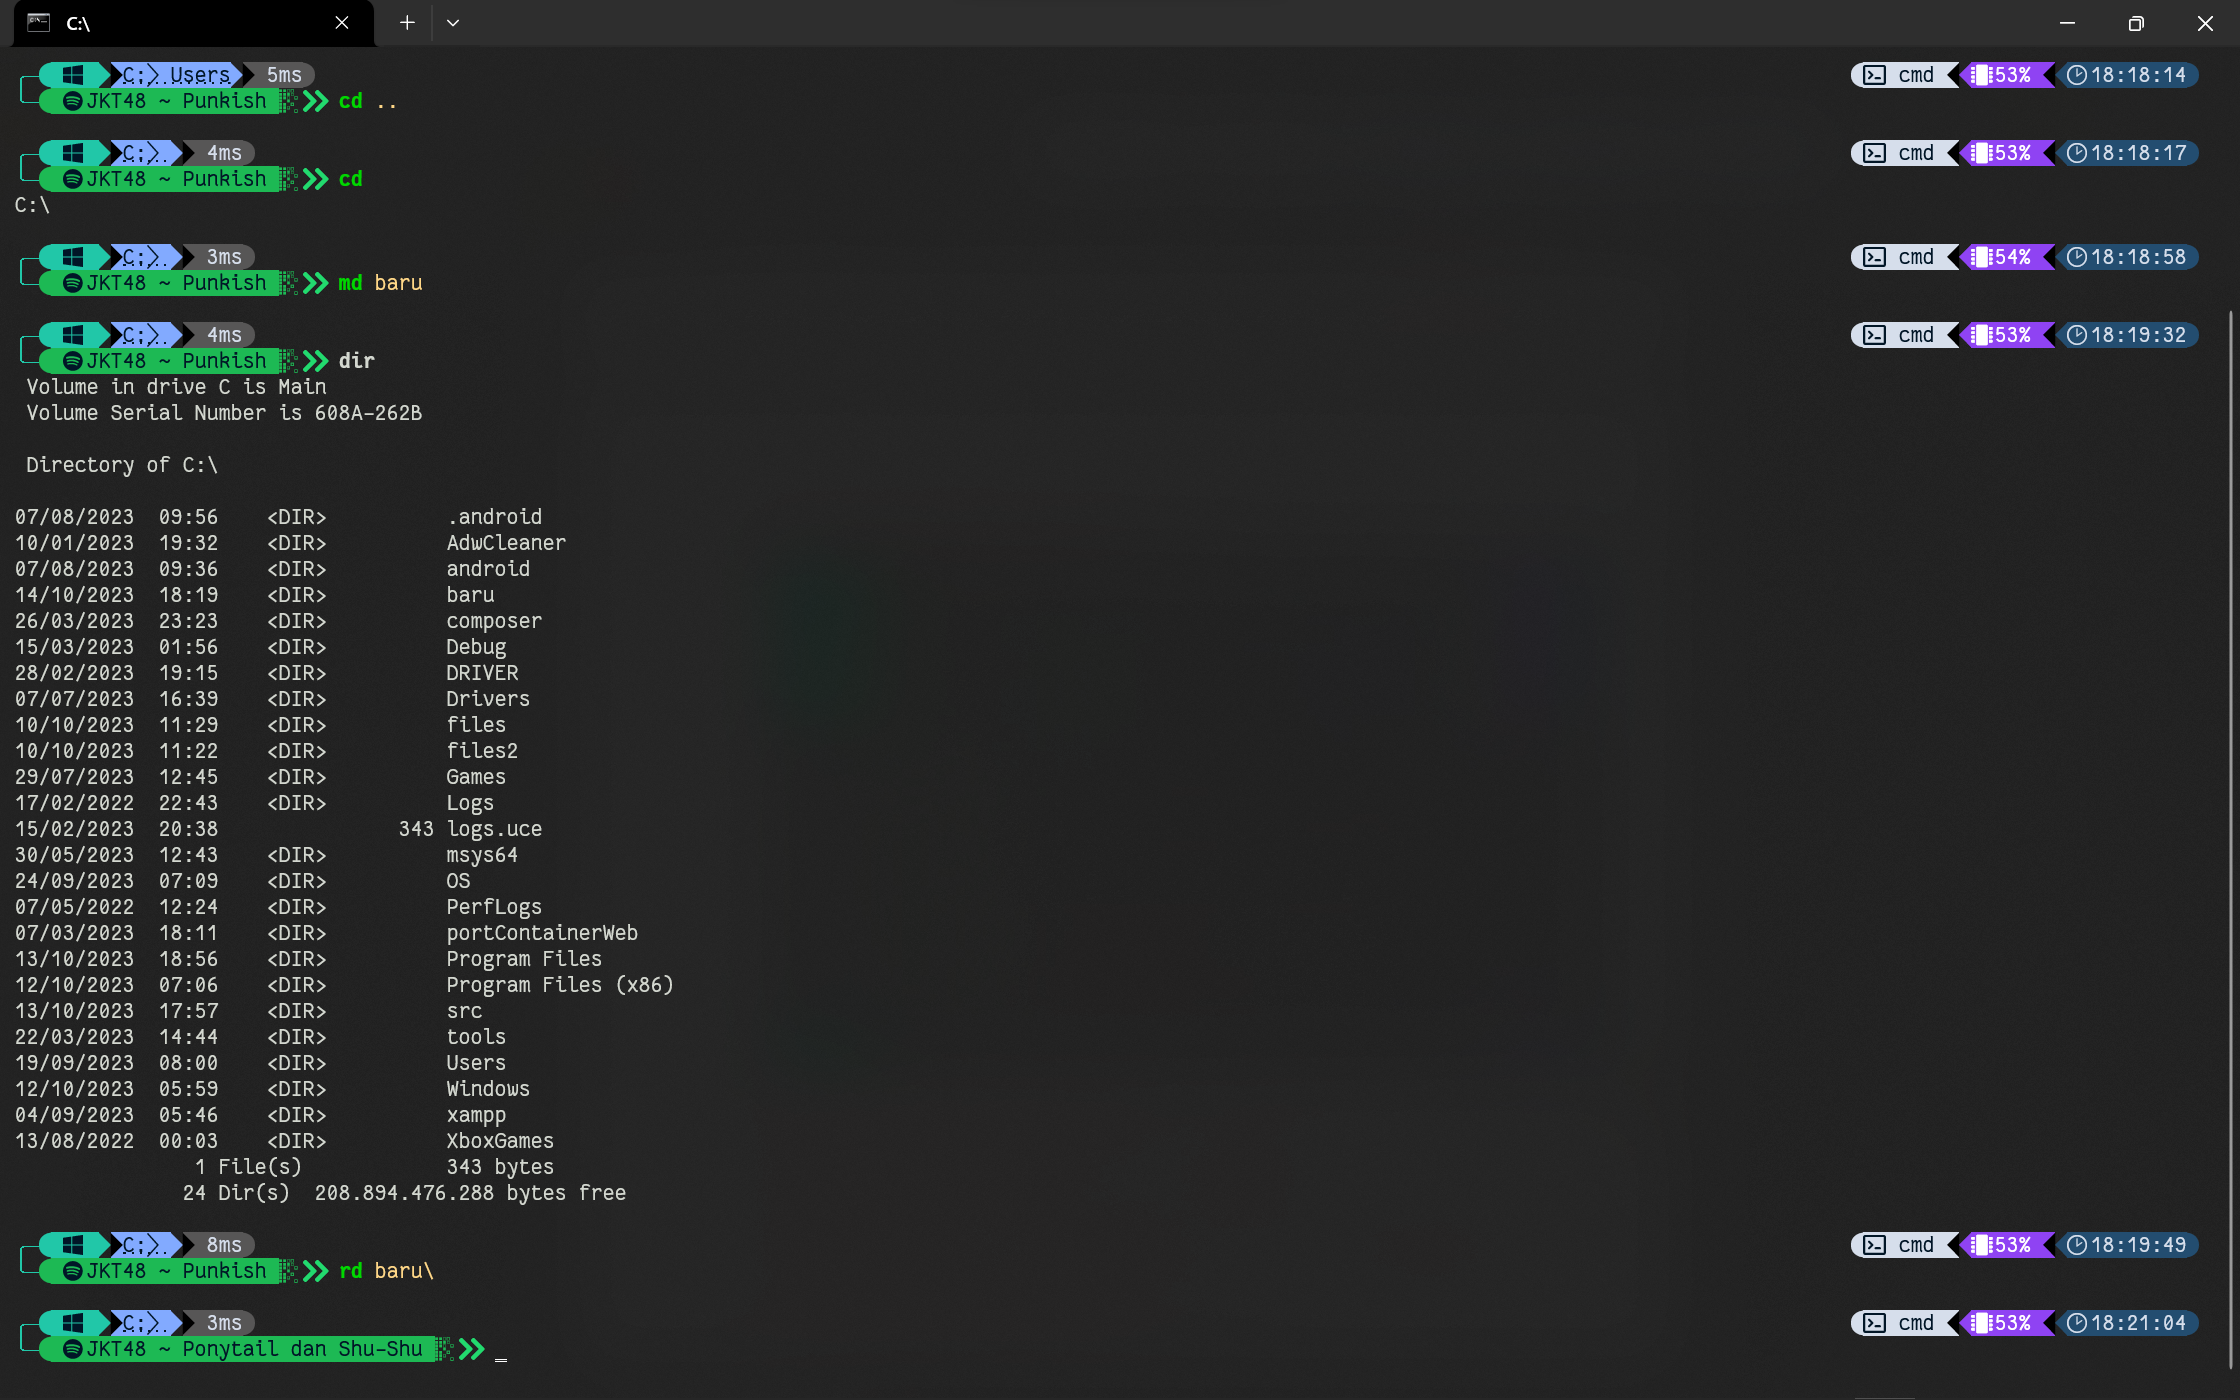 C:\
C: Users 5ms cmd 53% 18:18:14
JKT48 ~ Punkish cd ..
C: 4ms cmd 53% 18:18:17
JKT48 ~ Punkish cd
C:\
C: 3ms cmd 54% 18:18:58
JKT48 ~ Punkish md baru
C: 4ms cmd 53% 18:19:32
JKT48 ~ Punkish dir
Volume in drive C is Main
Volume Serial Number is 608A-262B
Directory of C:\
07/08/2023 09:56 <DIR> .android
10/01/2023 19:32 <DIR> AdwCleaner
07/08/2023 09:36 <DIR> android
14/10/2023 18:19 <DIR> baru
26/03/2023 23:23 <DIR> composer
15/03/2023 01:56 <DIR> Debug
28/02/2023 19:15 <DIR> DRIVER
07/07/2023 16:39 <DIR> Drivers
10/10/2023 11:29 <DIR> files
10/10/2023 11:22 <DIR> files2
29/07/2023 12:45 <DIR> Games
17/02/2022 22:43 <DIR> Logs
15/02/2023 20:38 343 logs.uce
30/05/2023 12:43 <DIR> msys64
24/09/2023 07:09 <DIR> OS
07/05/2022 12:24 <DIR> PerfLogs
07/03/2023 18:11 <DIR> portContainerWeb
13/10/2023 18:56 <DIR> Program Files
12/10/2023 07:06 <DIR> Program Files (x86)
13/10/2023 17:57 <DIR> src
22/03/2023 14:44 <DIR> tools
19/09/2023 08:00 <DIR> Users
12/10/2023 05:59 <DIR> Windows
04/09/2023 05:46 <DIR> xampp
13/08/2022 00:03 <DIR> XboxGames
1 File(s) 343 bytes
24 Dir(s) 208.894.476.288 bytes free
C: 8ms cmd 53% 18:19:49
JKT48 ~ Punkish rd baru\
C: 3ms cmd 53% 18:21:04
JKT48 ~ Ponytail dan Shu-Shu _